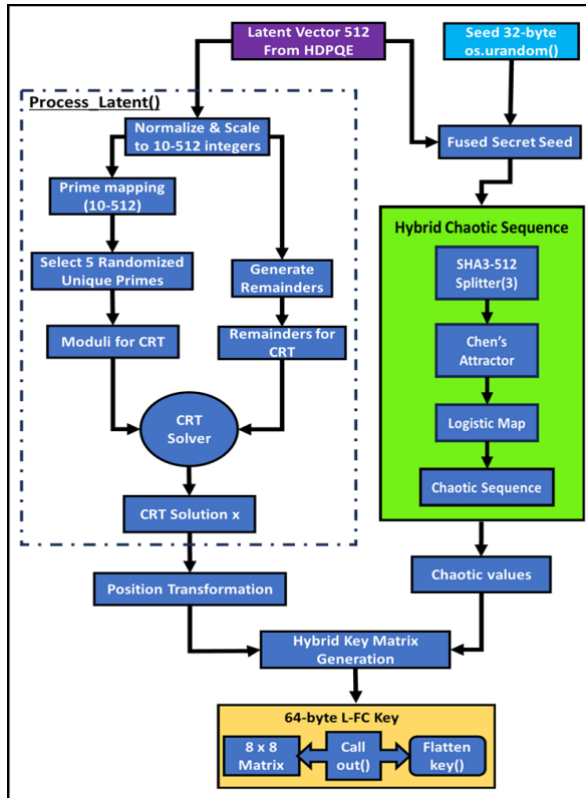 Latent Vector 512
From HDPQE
Seed 32-byte
os.urandom()
Process_Latent()
Normalize & Scale
to 10-512 integers
Fused Secret Seed
Prime mapping
(10-512)
Select 5 Randomized
Unique Primes
Generate
Remainders
Moduli for CRT
Remainders for
CRT
CRT
Solver
CRT Solution x
Position Transformation
Hybrid Chaotic Sequence
SHA3-512
Splitter(3)
Chen's
Attractor
Logistic Map
Chaotic Sequence
Chaotic values
Hybrid Key Matrix
Generation
64-byte L-FC Key
8 x 8
Matrix
Call
out()
Flatten
key()